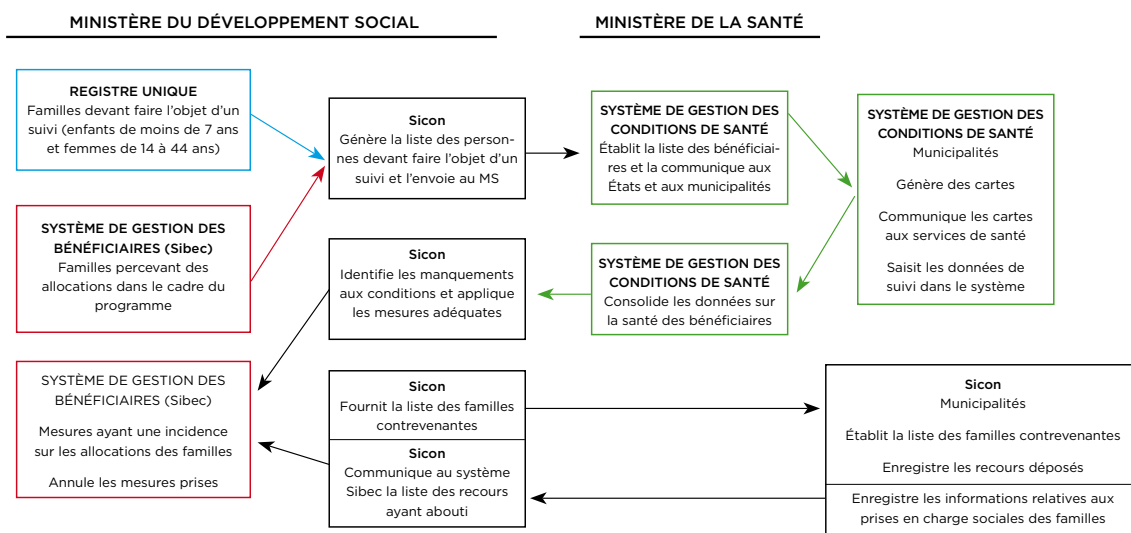 MINISTÈRE DU DÉVELOPPEMENT SOCIAL
MINISTÈRE DE LA SANTÉ
REGISTRE UNIQUE
Familles devant faire l'objet d'un
suivi (enfants de moins de 7 ans
et femmes de 14 à 44 ans)
SYSTÈME DE GESTION DES
BÉNÉFICIAIRES (Sibec)
Familles percevant des
allocations dans le cadre du
programme
SYSTÈME DE GESTION DES
BÉNÉFICIAIRES (Sibec)
Mesures ayant une incidence
sur les allocations des familles
Annule les mesures prises
Sicon
Génère la liste des person-
nes devant faire l'objet d'un
suivi et l'envoie au MS
Sicon
Identifie les manquements
aux conditions et applique
les mesures adéquates
Sicon
Fournit la liste des familles
contrevenantes
Sicon
Communique au système
Sibec la liste des recours
ayant abouti
SYSTÈME DE GESTION DES
CONDITIONS DE SANTÉ
Établit la liste des bénéficiai-
res et la communique aux
États et aux municipalités
SYSTÈME DE GESTION DES
CONDITIONS DE SANTÉ
Consolide les données sur
la santé des bénéficiaires
SYSTÈME DE GESTION DES
CONDITIONS DE SANTÉ
Municipalités
Génère des cartes
Communique les cartes
aux services de santé
Saisit les données de
suivi dans le système
Sicon
Municipalités
Établit la liste des familles contrevenantes
Enregistre les recours déposés
Enregistre les informations relatives aux
prises en charge sociales des familles